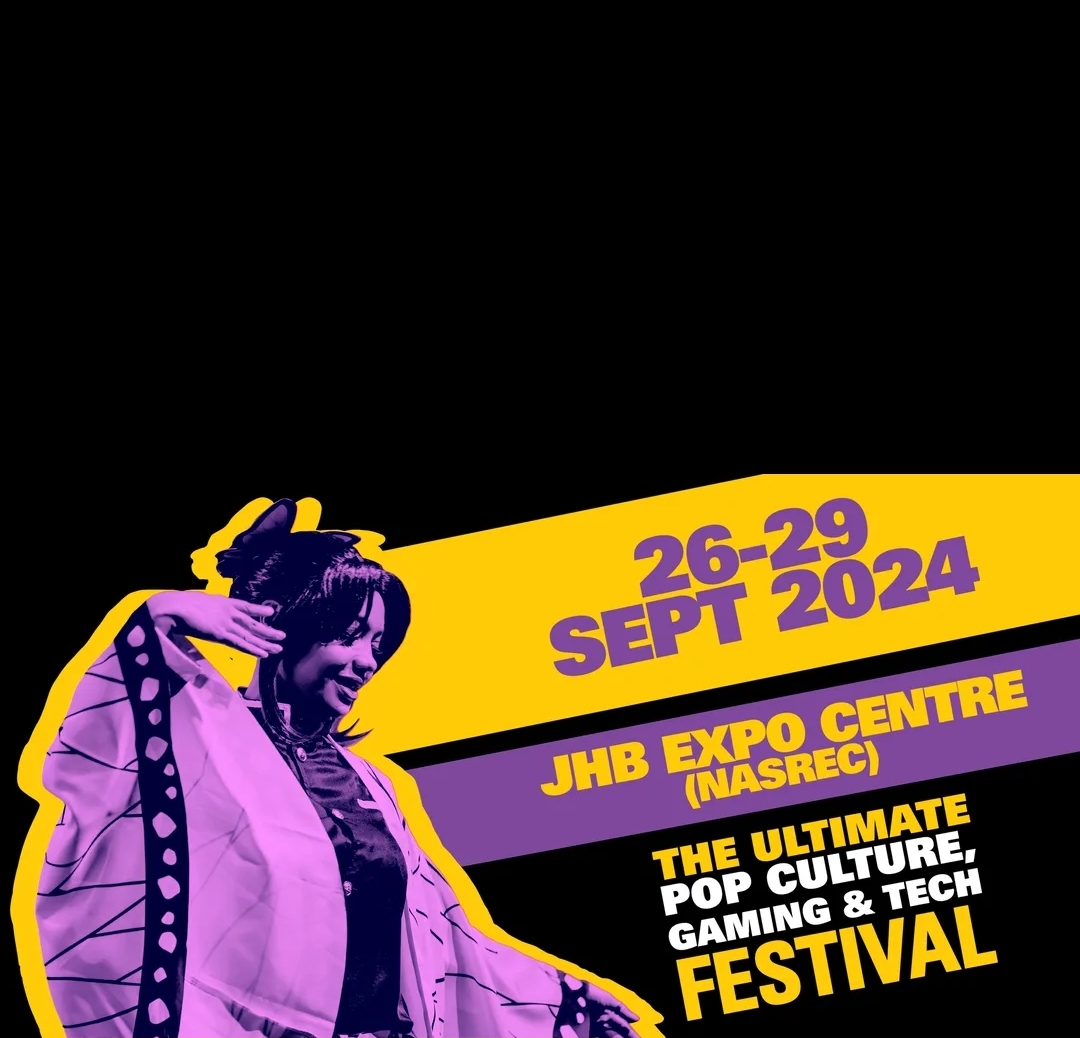 26-29
SEPT 2024
JHB EXPO CENTRE
(NASREC)
THE ULTIMATE
POP CULTURE,
GAMING & TECH
FESTIVAL